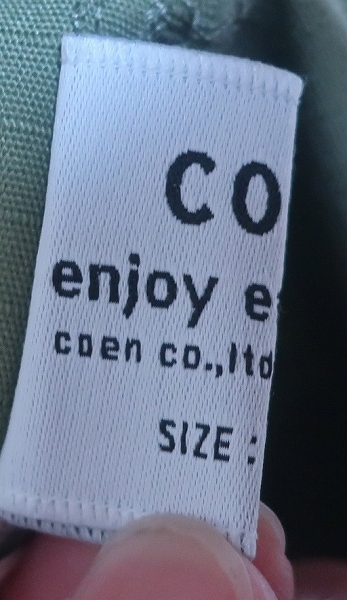 CO
enjoy e
coen co.,ltd
SIZE :